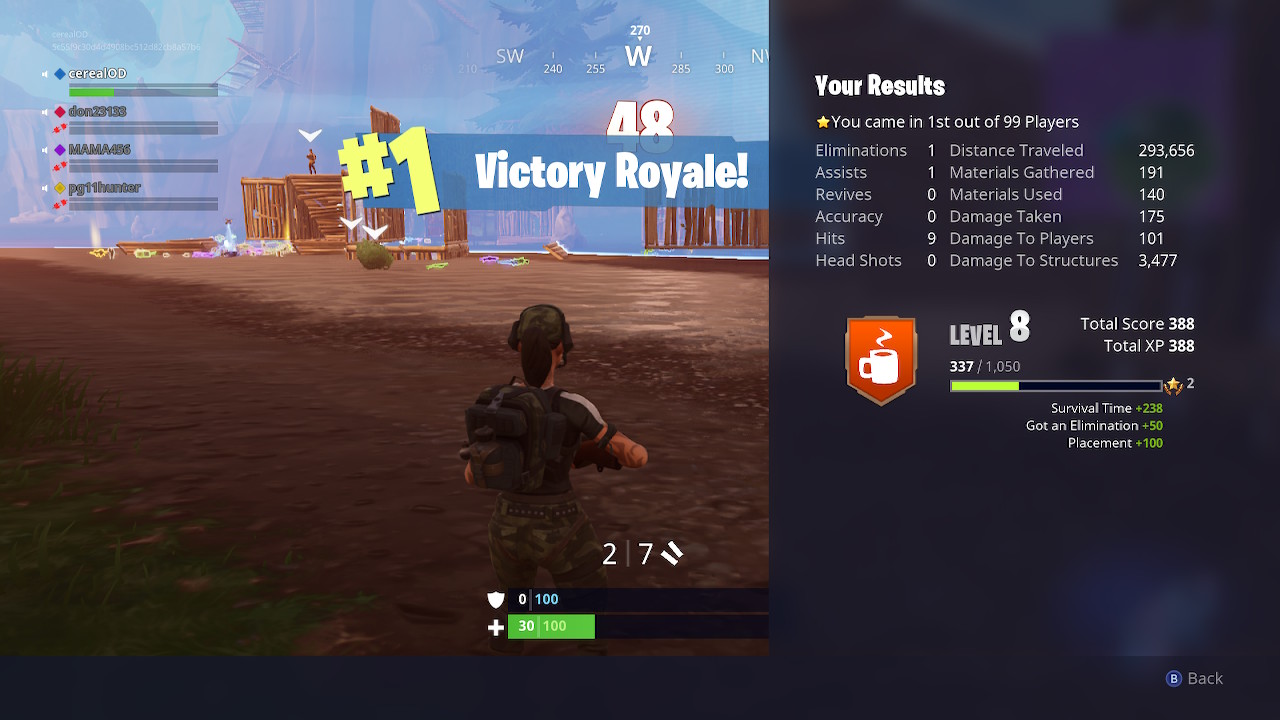 cerealOD
cerealOD
don23133
MAMA456
pg11hunter
270
SW W
210 240 255 285 300
48
#1 Victory Royale!
2 | 7
0 | 100
30 | 100
Your Results
You came in 1st out of 99 Players
Eliminations 1 Distance Traveled 293,656
Assists 1 Materials Gathered 191
Revives 0 Materials Used 140
Accuracy 0 Damage Taken 175
Hits 9 Damage To Players 101
Head Shots 0 Damage To Structures 3,477
LEVEL 8
Total Score 388
Total XP 388
337 / 1,050
2
Survival Time +238
Got an Elimination +50
Placement +100
B Back